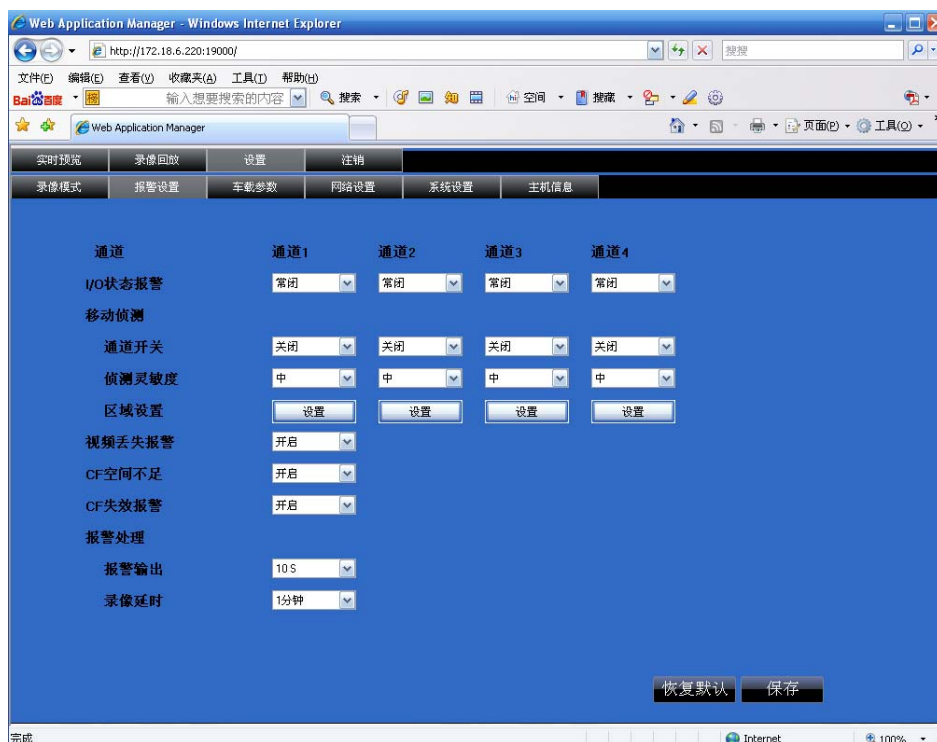 Web Application Manager - Windows Internet Explorer
http://172.18.6.220:19000/ 搜搜
文件(F) 编辑(E) 查看(V) 收藏夹(A) 工具(T) 帮助(H)
Bai百度 榜 输入想要搜索的内容 搜索 知 空间 搜藏
Web Application Manager 页面(P) 工具(O)
实时预览 录像回放 设置 注销
录像模式 报警设置 车载参数 网络设置 系统设置 主机信息
通道 通道1 通道2 通道3 通道4
I/O状态报警 常闭 常闭 常闭 常闭
移动侦测
通道开关 关闭 关闭 关闭 关闭
侦测灵敏度 中 中 中 中
区域设置 设置 设置 设置 设置
视频丢失报警 开启
CF空间不足 开启
CF失效报警 开启
报警处理
报警输出 10 S
录像延时 1分钟
恢复默认 保存
完成 Internet 100%